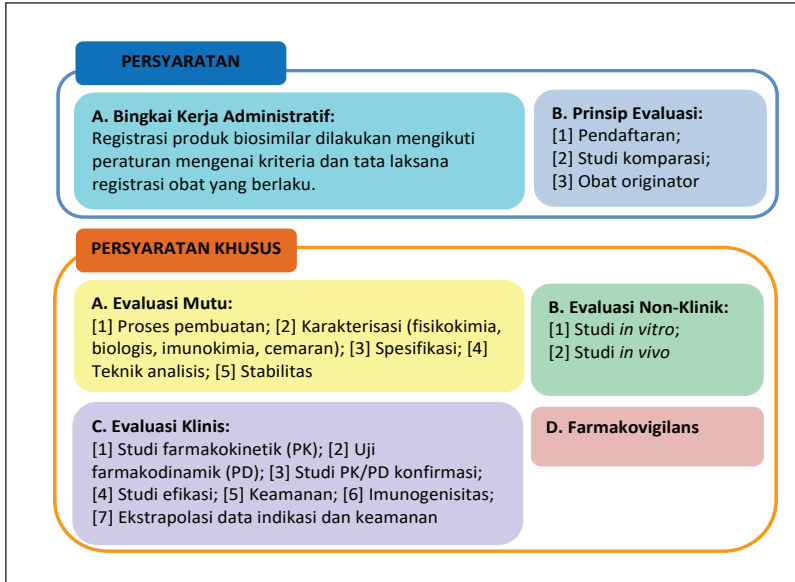 PERSYARATAN
A. Bingkai Kerja Administratif:
Registrasi produk biosimilar dilakukan mengikuti
peraturan mengenai kriteria dan tata laksana
registrasi obat yang berlaku.
B. Prinsip Evaluasi:
[1] Pendaftaran;
[2] Studi komparasi;
[3] Obat originator
PERSYARATAN KHUSUS
A. Evaluasi Mutu:
[1] Proses pembuatan; [2] Karakterisasi (fisikokimia,
biologis, imunokimia, cemaran); [3] Spesifikasi; [4]
Teknik analisis; [5] Stabilitas
B. Evaluasi Non-Klinik:
[1] Studi in vitro;
[2] Studi in vivo
C. Evaluasi Klinis:
[1] Studi farmakokinetik (PK); [2] Uji
farmakodinamik (PD); [3] Studi PK/PD konfirmasi;
[4] Studi efikasi; [5] Keamanan; [6] Imunogenisitas;
[7] Ekstrapolasi data indikasi dan keamanan
D. Farmakovigilans